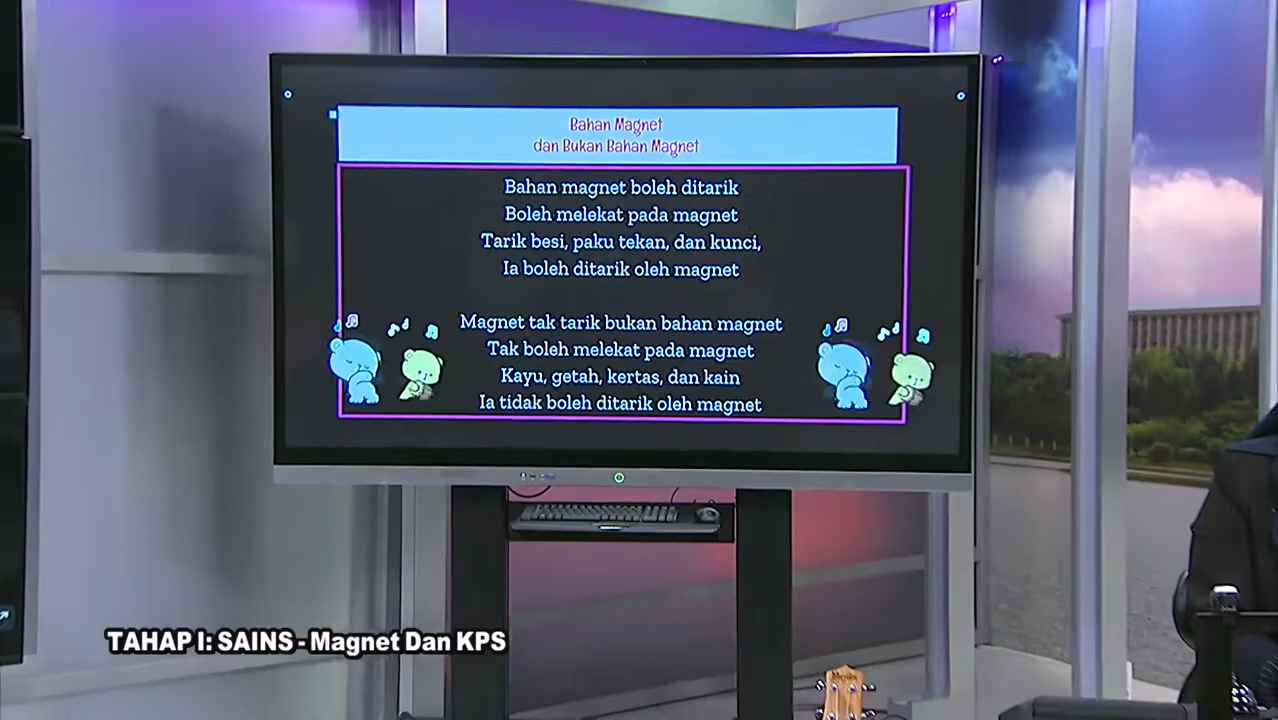 Bahan Magnet
dan Bukan Bahan Magnet
Bahan magnet boleh ditarik
Boleh melekat pada magnet
Tarik besi, paku tekan, dan kunci,
Ia boleh ditarik oleh magnet
Magnet tak tarik bukan bahan magnet
Tak boleh melekat pada magnet
Kayu, getah, kertas, dan kain
Ia tidak boleh ditarik oleh magnet
TAHAP I: SAINS - Magnet Dan KPS